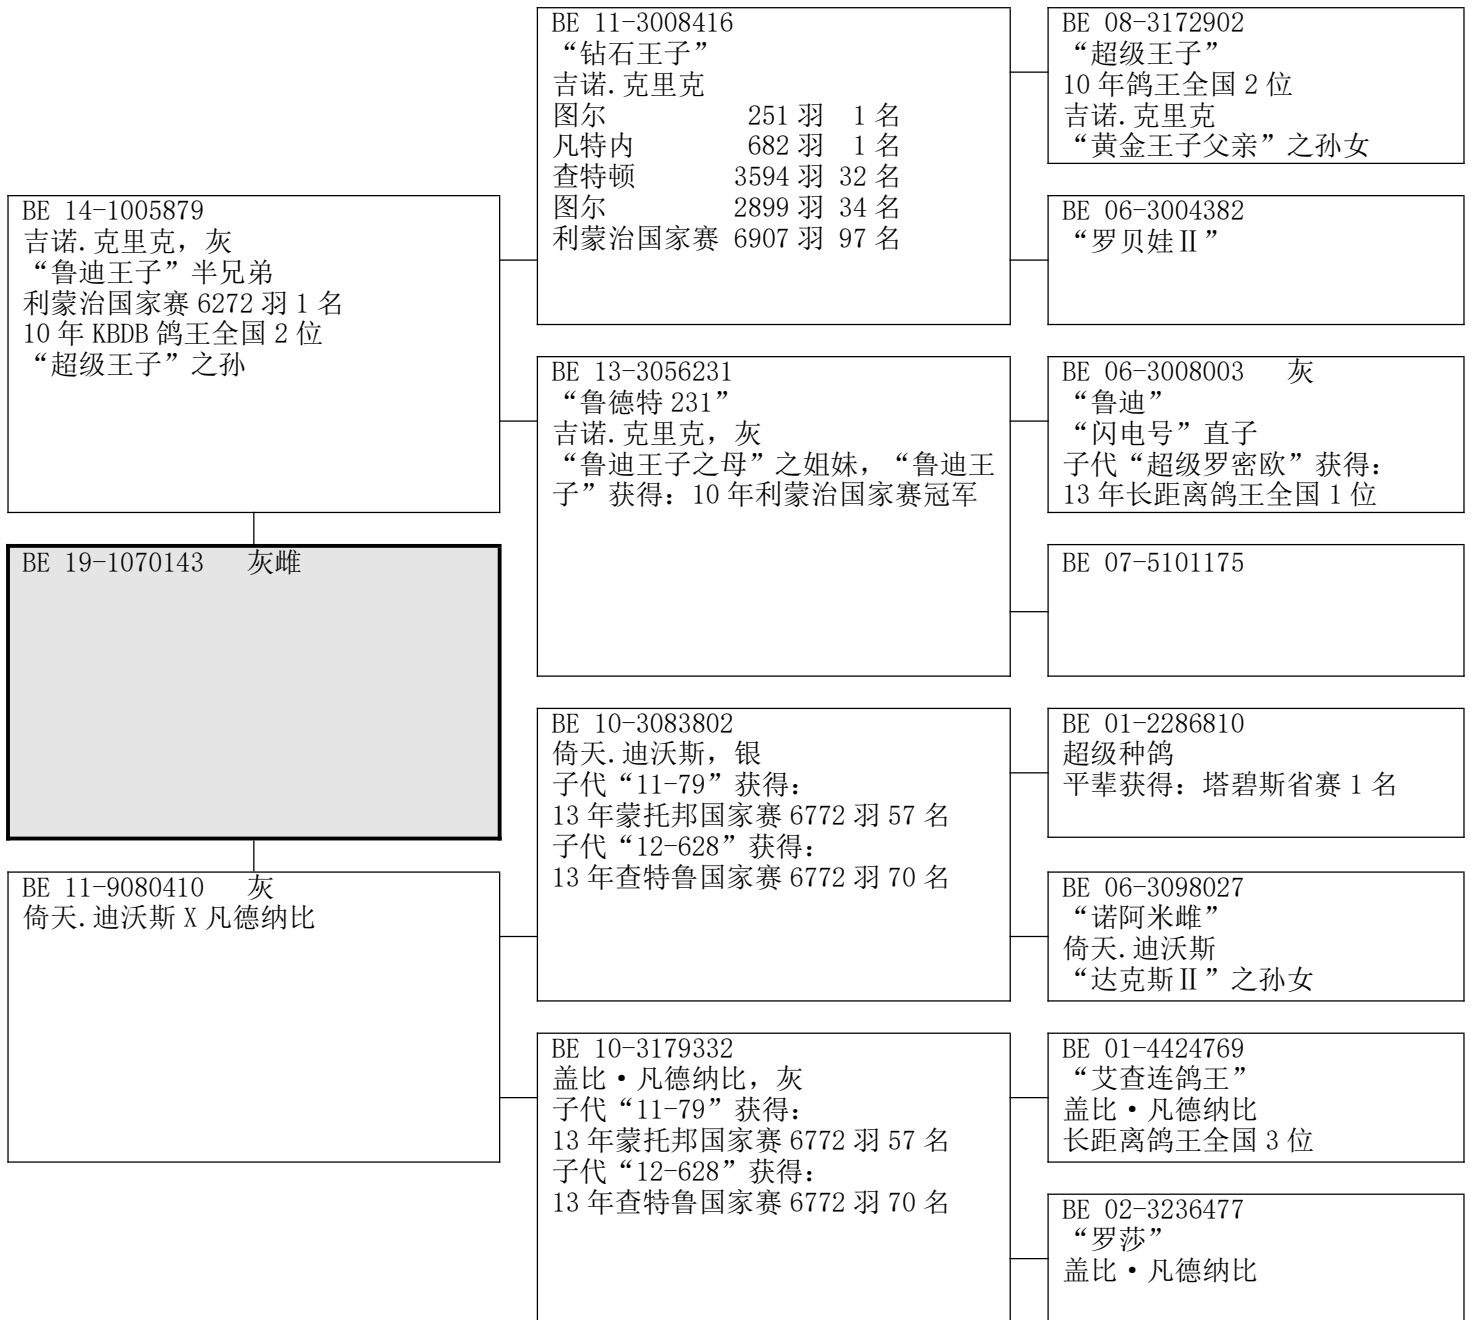 BE 14-1005879
吉诺.克里克，灰
“鲁迪王子”半兄弟
利蒙治国家赛 6272 羽 1 名
10 年 KBDB 鸽王全国 2 位
“超级王子”之孙
BE 19-1070143 灰雌
BE 11-9080410 灰
倚天.迪沃斯 X 凡德纳比
BE 11-3008416
“钻石王子”
吉诺.克里克
图尔 251 羽 1 名
凡特内 682 羽 1 名
查特顿 3594 羽 32 名
图尔 2899 羽 34 名
利蒙治国家赛 6907 羽 97 名
BE 13-3056231
“鲁德特 231”
吉诺.克里克，灰
“鲁迪王子之母”之姐妹，“鲁迪王
子”获得：10 年利蒙治国家赛冠军
BE 10-3083802
倚天.迪沃斯，银
子代“11-79”获得：
13 年蒙托邦国家赛 6772 羽 57 名
子代“12-628”获得：
13 年查特鲁国家赛 6772 羽 70 名
BE 10-3179332
盖比·凡德纳比，灰
子代“11-79”获得：
13 年蒙托邦国家赛 6772 羽 57 名
子代“12-628”获得：
13 年查特鲁国家赛 6772 羽 70 名
BE 08-3172902
“超级王子”
10 年鸽王全国 2 位
吉诺.克里克
“黄金王子父亲”之孙女
BE 06-3004382
“罗贝娃Ⅱ”
BE 06-3008003 灰
“鲁迪”
“闪电号”直子
子代“超级罗密欧”获得：
13 年长距离鸽王全国 1 位
BE 07-5101175
BE 01-2286810
超级种鸽
平辈获得：塔碧斯省赛 1 名
BE 06-3098027
“诺阿米雌”
倚天.迪沃斯
“达克斯Ⅱ”之孙女
BE 01-4424769
“艾查连鸽王”
盖比·凡德纳比
长距离鸽王全国 3 位
BE 02-3236477
“罗莎”
盖比·凡德纳比